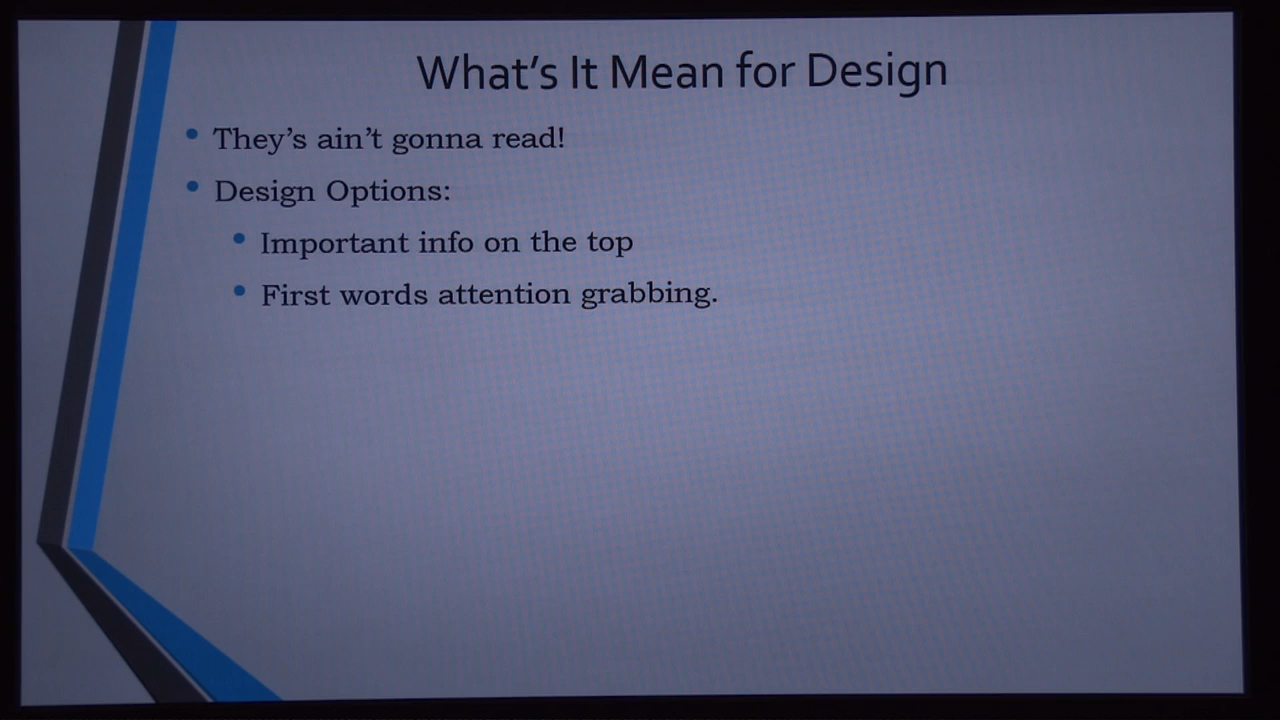 What's It Mean for Design
They's ain't gonna read!
Design Options:
Important info on the top
First words attention grabbing.